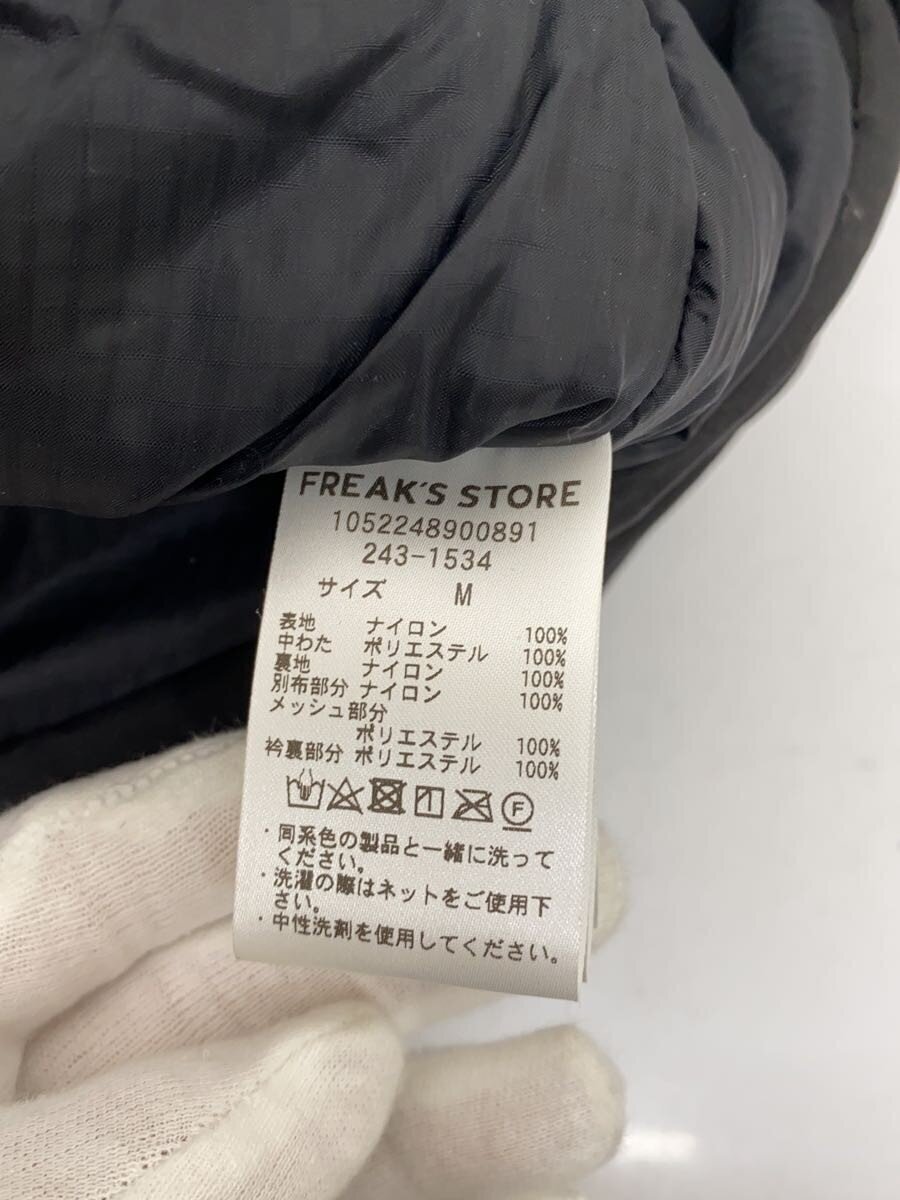 FREAK'S STORE
1052248900891
243-1534
サイズ M
表地 ナイロン 100%
中わた ポリエステル 100%
裏地 ナイロン 100%
別布部分 ナイロン 100%
メッシュ部分
ポリエステル 100%
衿裏部分 ポリエステル 100%
F
・同系色の製品と一緒に洗って
ください。
・洗濯の際はネットをご使用下
さい。
・中性洗剤を使用してください。